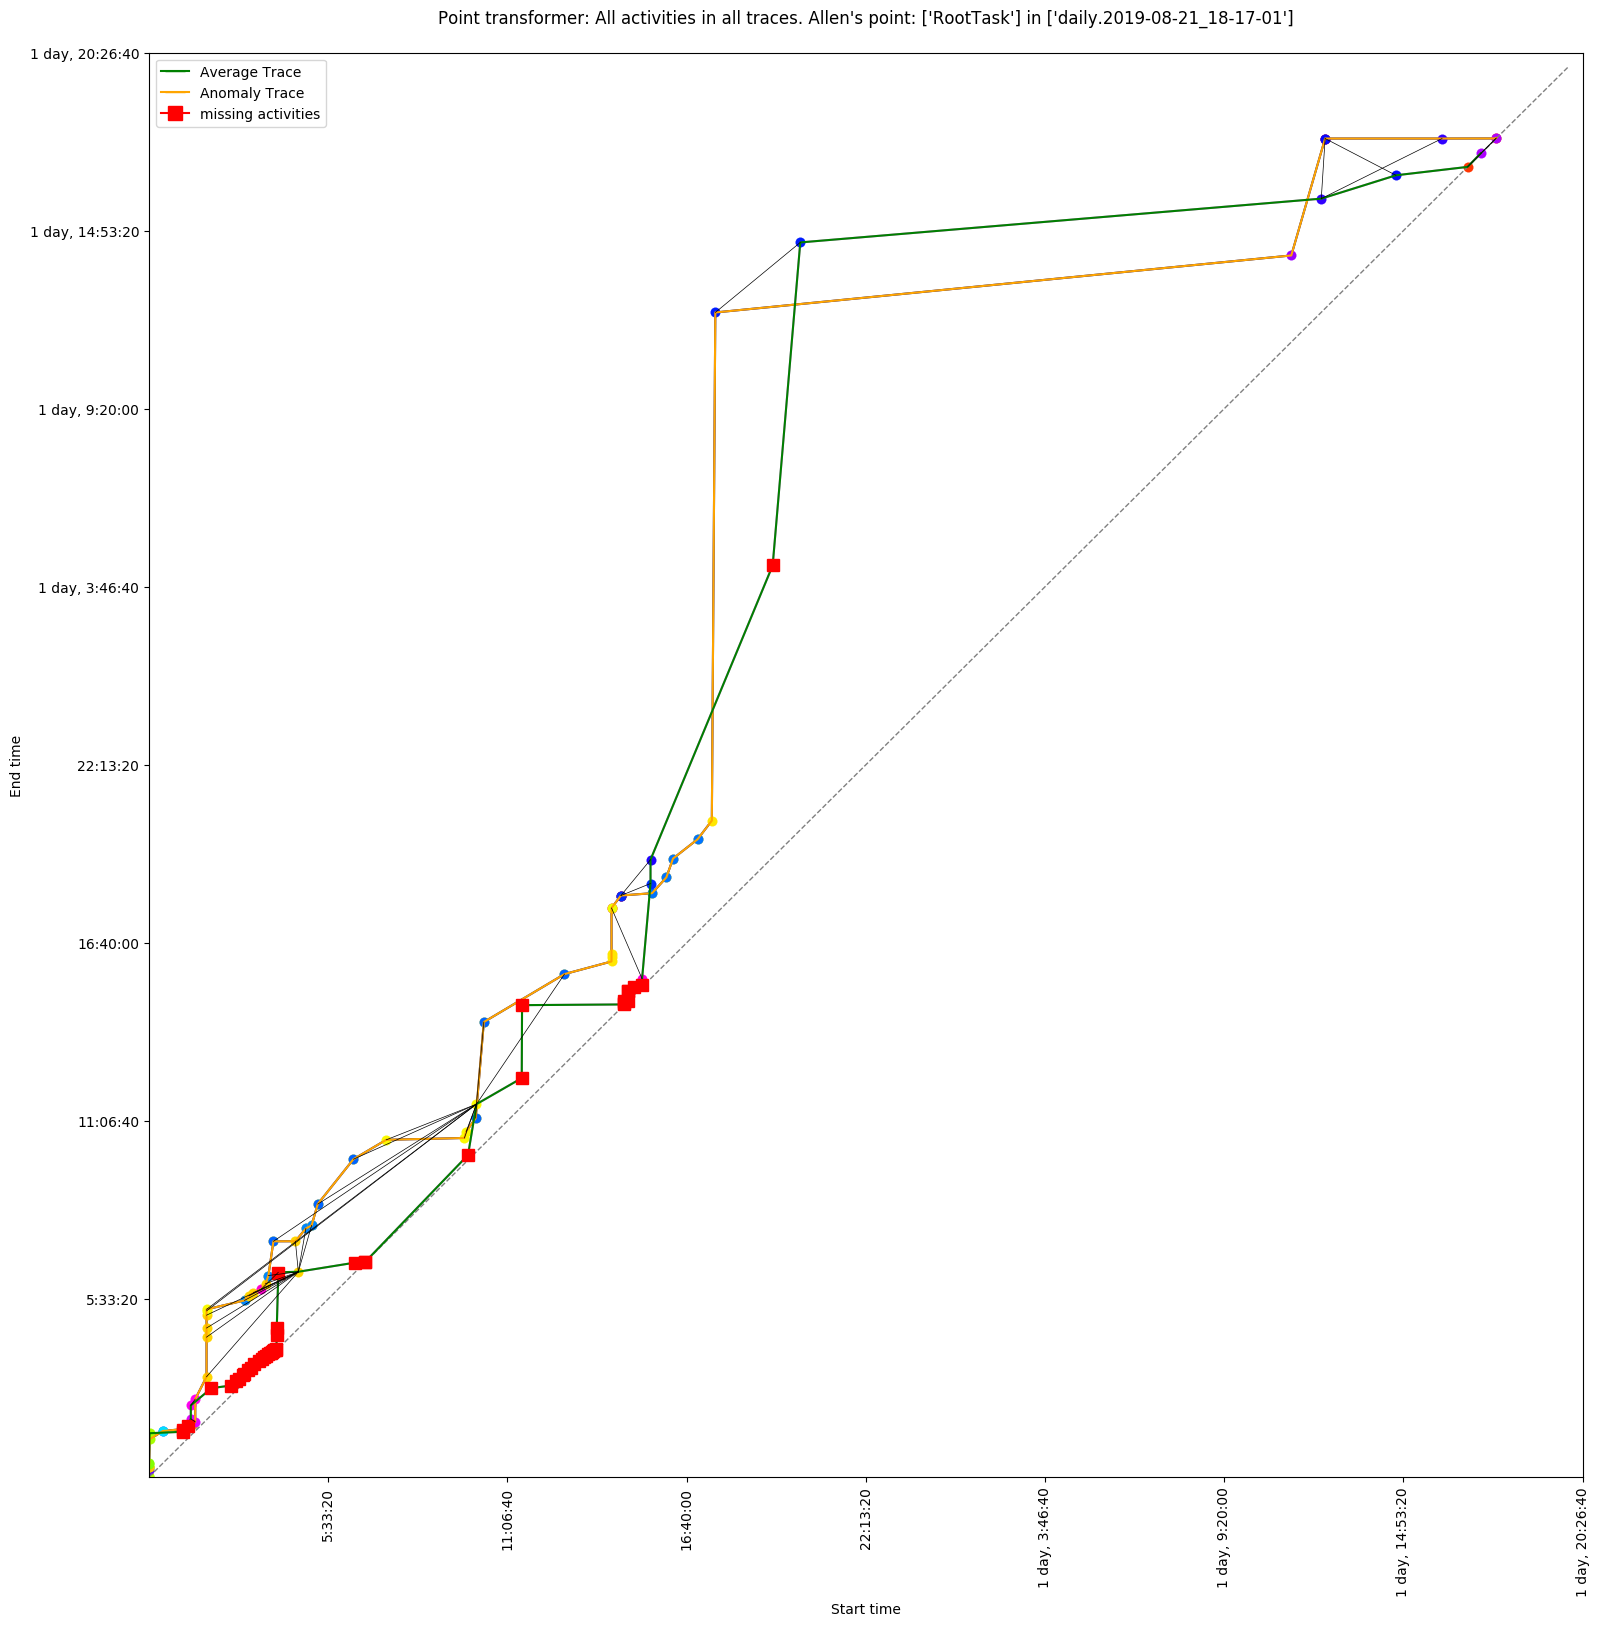 Point transformer: All activities in all traces. Allen's point: ['RootTask'] in ['daily.2019-08-21_18-17-01']
1 day, 20:26:40
Average Trace
Anomaly Trace
missing activities
1 day, 14:53:20
1 day, 9:20:00
1 day, 3:46:40
End time
22:13:20
16:40:00
11:06:40
5:33:20
5:33:20
11:06:40
16:40:00
22:13:20
1 day, 3:46:40
1 day, 9:20:00
1 day, 14:53:20
1 day, 20:26:40
Start time